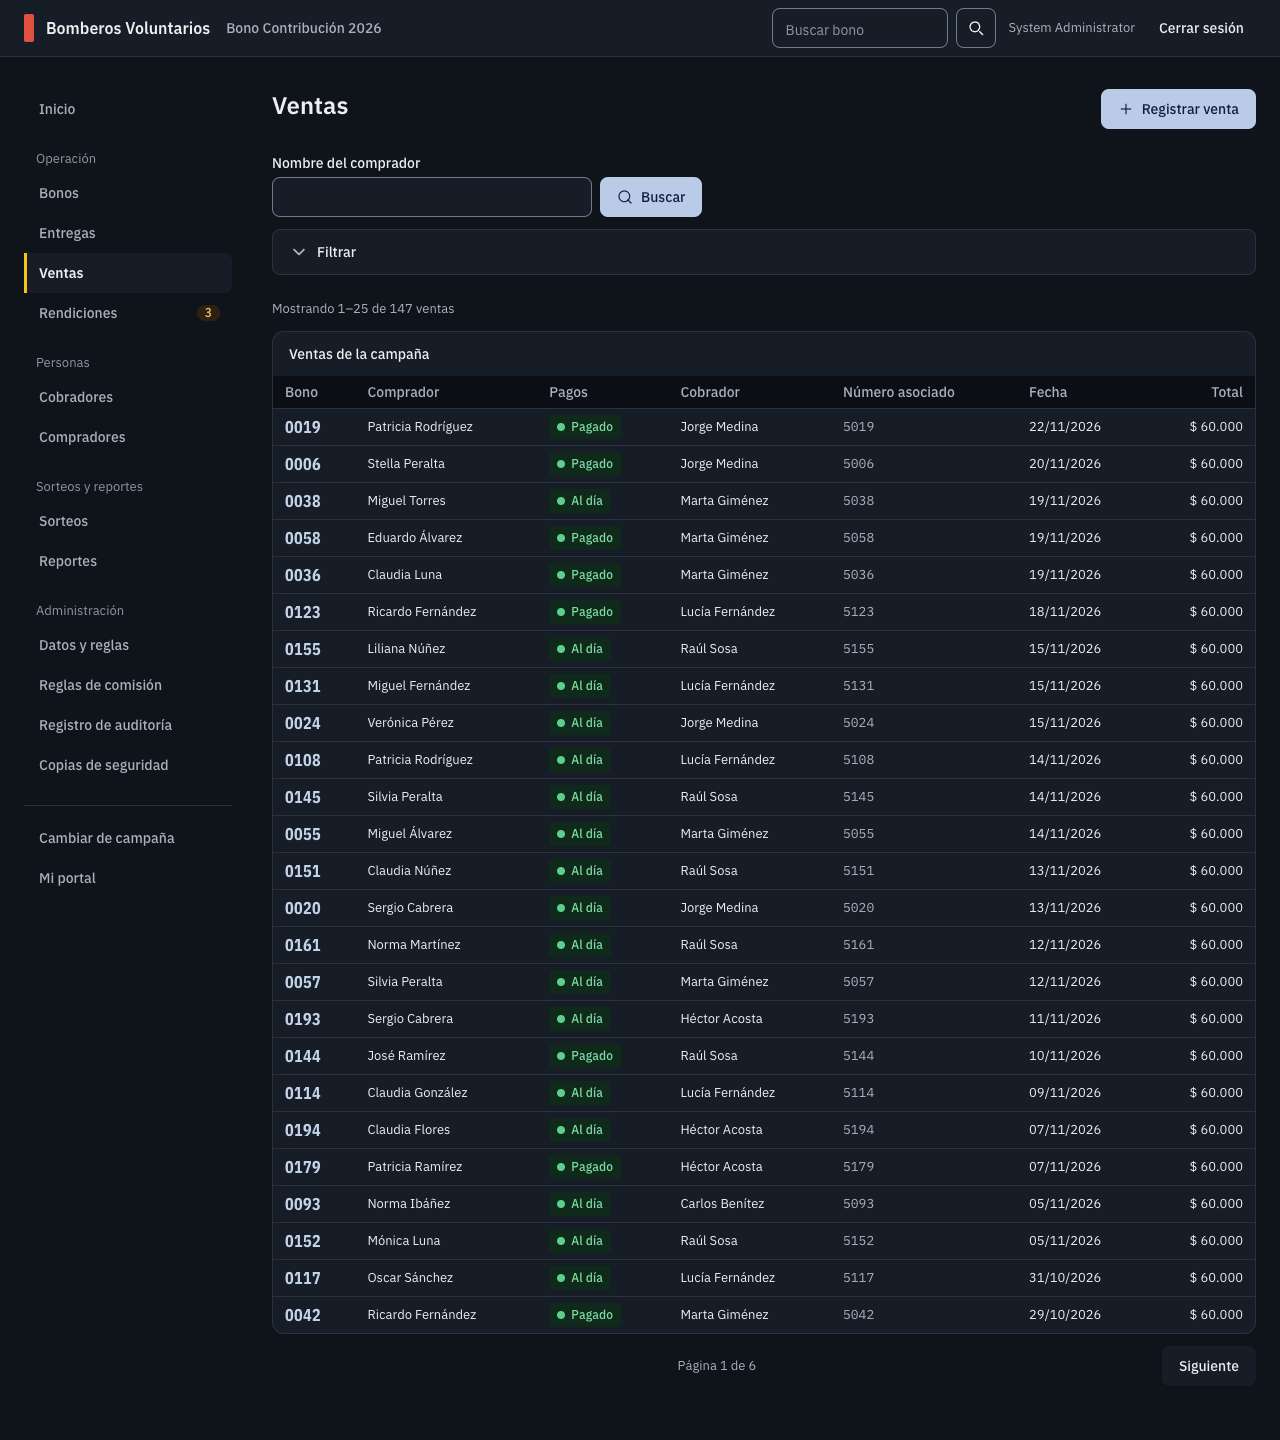 Bomberos Voluntarios Bono Contribución 2026 Buscar bono System Administrator Cerrar sesión
Inicio
Operación
Bonos
Entregas
Ventas
Rendiciones 3
Personas
Cobradores
Compradores
Sorteos y reportes
Sorteos
Reportes
Administración
Datos y reglas
Reglas de comisión
Registro de auditoría
Copias de seguridad
Cambiar de campaña
Mi portal
Ventas
Registrar venta
Nombre del comprador
Buscar
Filtrar
Mostrando 1–25 de 147 ventas
Ventas de la campaña
Bono Comprador Pagos Cobrador Número asociado Fecha Total
0019 Patricia Rodríguez Pagado Jorge Medina 5019 22/11/2026 $ 60.000
0006 Stella Peralta Pagado Jorge Medina 5006 20/11/2026 $ 60.000
0038 Miguel Torres Al día Marta Giménez 5038 19/11/2026 $ 60.000
0058 Eduardo Álvarez Pagado Marta Giménez 5058 19/11/2026 $ 60.000
0036 Claudia Luna Pagado Marta Giménez 5036 19/11/2026 $ 60.000
0123 Ricardo Fernández Pagado Lucía Fernández 5123 18/11/2026 $ 60.000
0155 Liliana Núñez Al día Raúl Sosa 5155 15/11/2026 $ 60.000
0131 Miguel Fernández Al día Lucía Fernández 5131 15/11/2026 $ 60.000
0024 Verónica Pérez Al día Jorge Medina 5024 15/11/2026 $ 60.000
0108 Patricia Rodríguez Al día Lucía Fernández 5108 14/11/2026 $ 60.000
0145 Silvia Peralta Al día Raúl Sosa 5145 14/11/2026 $ 60.000
0055 Miguel Álvarez Al día Marta Giménez 5055 14/11/2026 $ 60.000
0151 Claudia Núñez Al día Raúl Sosa 5151 13/11/2026 $ 60.000
0020 Sergio Cabrera Al día Jorge Medina 5020 13/11/2026 $ 60.000
0161 Norma Martínez Al día Raúl Sosa 5161 12/11/2026 $ 60.000
0057 Silvia Peralta Al día Marta Giménez 5057 12/11/2026 $ 60.000
0193 Sergio Cabrera Al día Héctor Acosta 5193 11/11/2026 $ 60.000
0144 José Ramírez Pagado Raúl Sosa 5144 10/11/2026 $ 60.000
0114 Claudia González Al día Lucía Fernández 5114 09/11/2026 $ 60.000
0194 Claudia Flores Al día Héctor Acosta 5194 07/11/2026 $ 60.000
0179 Patricia Ramírez Pagado Héctor Acosta 5179 07/11/2026 $ 60.000
0093 Norma Ibáñez Al día Carlos Benítez 5093 05/11/2026 $ 60.000
0152 Mónica Luna Al día Raúl Sosa 5152 05/11/2026 $ 60.000
0117 Oscar Sánchez Al día Lucía Fernández 5117 31/10/2026 $ 60.000
0042 Ricardo Fernández Pagado Marta Giménez 5042 29/10/2026 $ 60.000
Página 1 de 6 Siguiente